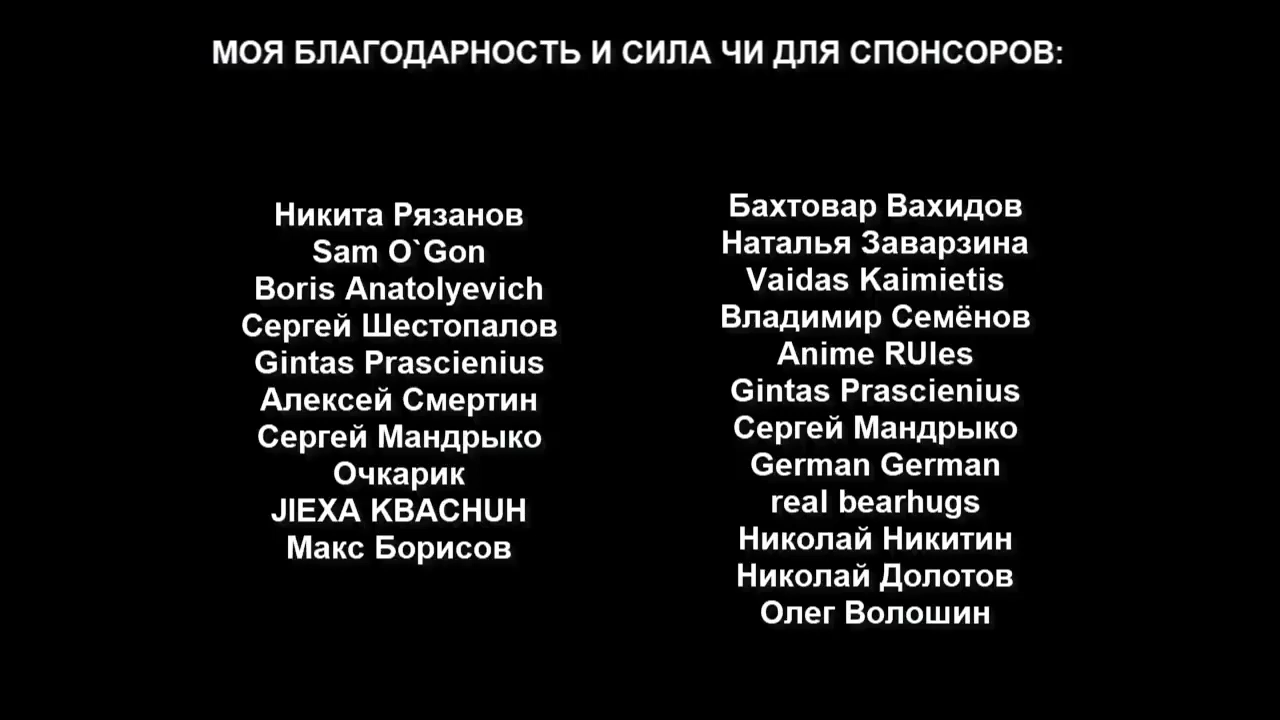 МОЯ БЛАГОДАРНОСТЬ И СИЛА ЧИ ДЛЯ СПОНСОРОВ:
Никита Рязанов
Sam O`Gon
Boris Anatolyevich
Сергей Шестопалов
Gintas Prascienius
Алексей Смертин
Сергей Мандрыко
Очкарик
JIEXA KBACHUH
Макс Борисов
Бахтовар Вахидов
Наталья Заварзина
Vaidas Kaimietis
Владимир Семёнов
Anime RUles
Gintas Prascienius
Сергей Мандрыко
German German
real bearhugs
Николай Никитин
Николай Долотов
Олег Волошин